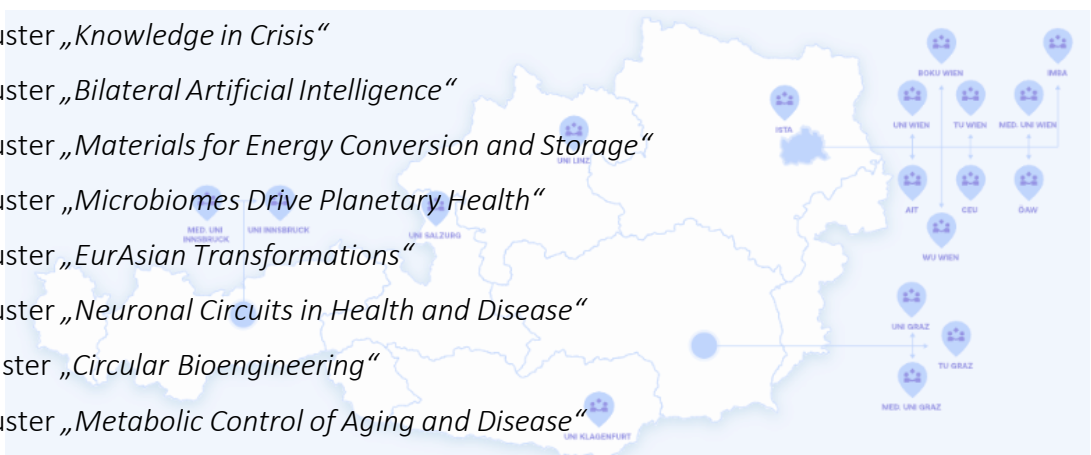 uster „Knowledge in Crisis“
uster „Bilateral Artificial Intelligence“
uster „Materials for Energy Conversion and Storage“
uster „Microbiomes Drive Planetary Health“
uster „EurAsian Transformations“
uster „Neuronal Circuits in Health and Disease“
ster „Circular Bioengineering“
uster „Metabolic Control of Aging and Disease“
BOKU WIEN
IMBA
UNI WIEN
TU WIEN
MED. UNI WIEN
ISTA
UNI LINZ
AIT
CEU
ÖAW
MED. UNI
INNSBRUCK
UNI INNSBRUCK
UNI SALZBURG
WU WIEN
UNI GRAZ
TU GRAZ
MED. UNI GRAZ
UNI KLAGENFURT